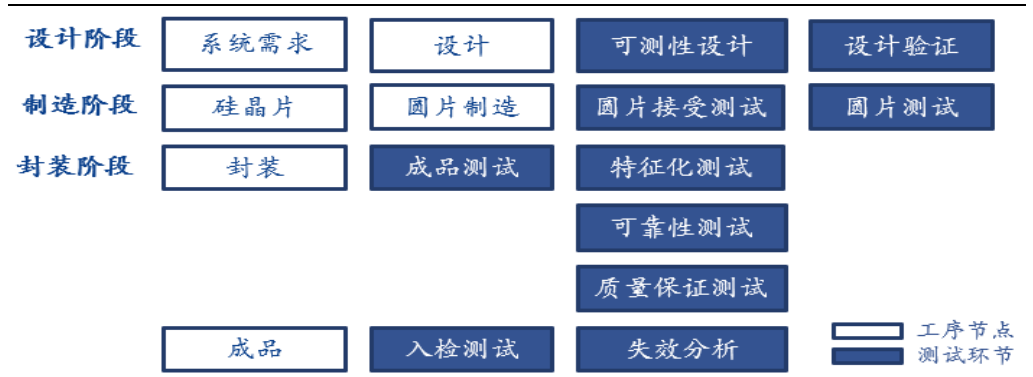 设计阶段 系统需求 设计 可测性设计 设计验证
制造阶段 硅晶片 圆片制造 圆片接受测试 圆片测试
封装阶段 封装 成品测试 特征化测试
可靠性测试
质量保证测试
成品 入检测试 失效分析
工序节点
测试环节